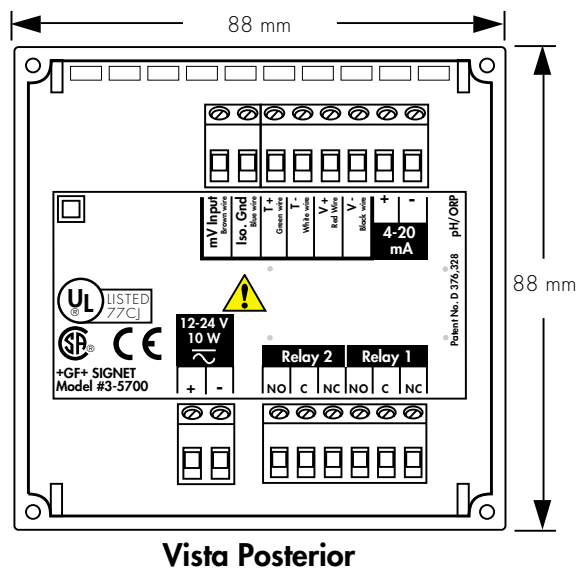 88 mm
mV Input
Brown wire
Iso. Gnd
Blue wire
T +
Green wire
T -
White wire
V +
Red Wire
V -
Black wire
+ -
4-20
mA
pH/ORP
Patent No. D 376,328
88 mm
UL® LISTED
77CJ
SA® CE
+GF+ SIGNET
Model #3-5700
12-24 V
10 W
+ -
Relay 2 Relay 1
NO C NC NO C NC
Vista Posterior